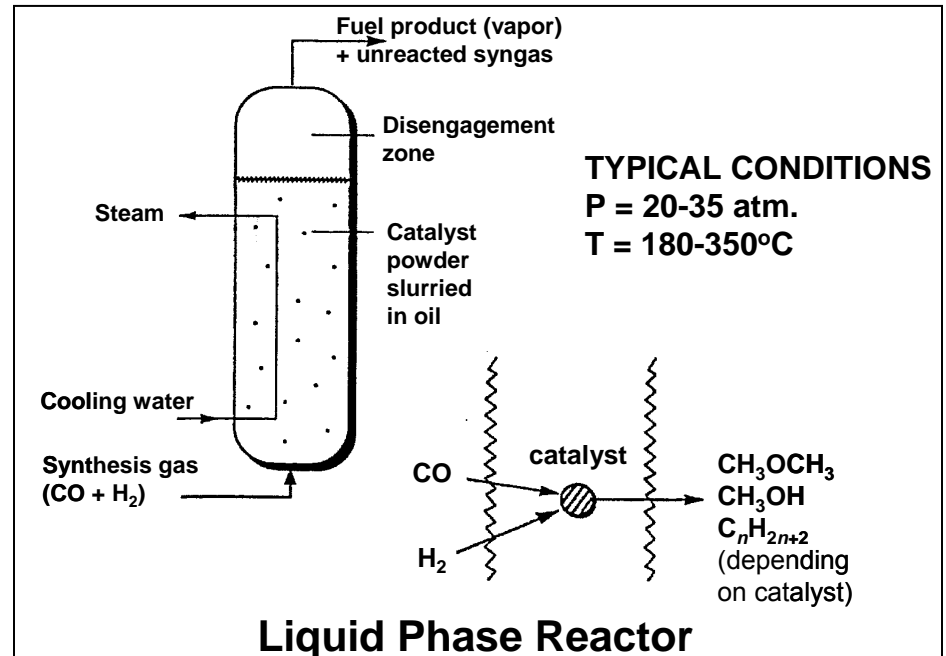 Fuel product (vapor)
+ unreacted syngas
Disengagement
zone
TYPICAL CONDITIONS
P = 20-35 atm.
T = 180-350°C
Steam
Catalyst
powder
slurried
in oil
Cooling water
Synthesis gas
(CO + H₂)
CO
catalyst
H₂
CH₃OCH₃
CH₃OH
CₙH₂ₙ₊₂
(depending
on catalyst)
Liquid Phase Reactor